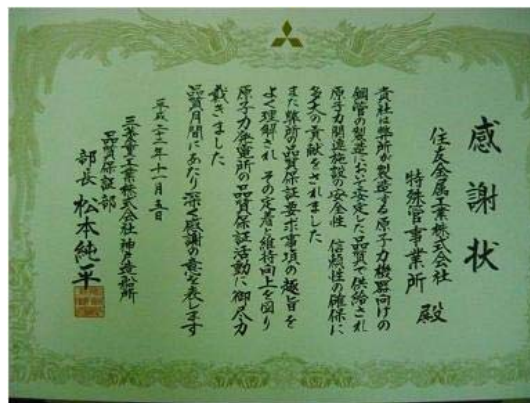 感謝状
住友金属工業株式会社
特殊管事業所 殿
貴社は弊所が製造する原子力機器向けの
鋼管の製造において安定した品質で供給され
原子力関連施設の安全性 信頼性の確保に
多大の貢献をされました
また弊所品質保証要求事項の趣旨を
よく理解され その定着と維持向上を図り
原子力発電所の品質保証活動に御尽力
戴きました
品質月間にあたり深く感謝の意を表します
平成二十二年十一月五日
三菱重工業株式会社 神戸造船所
品質保証部
部長 松本純一平